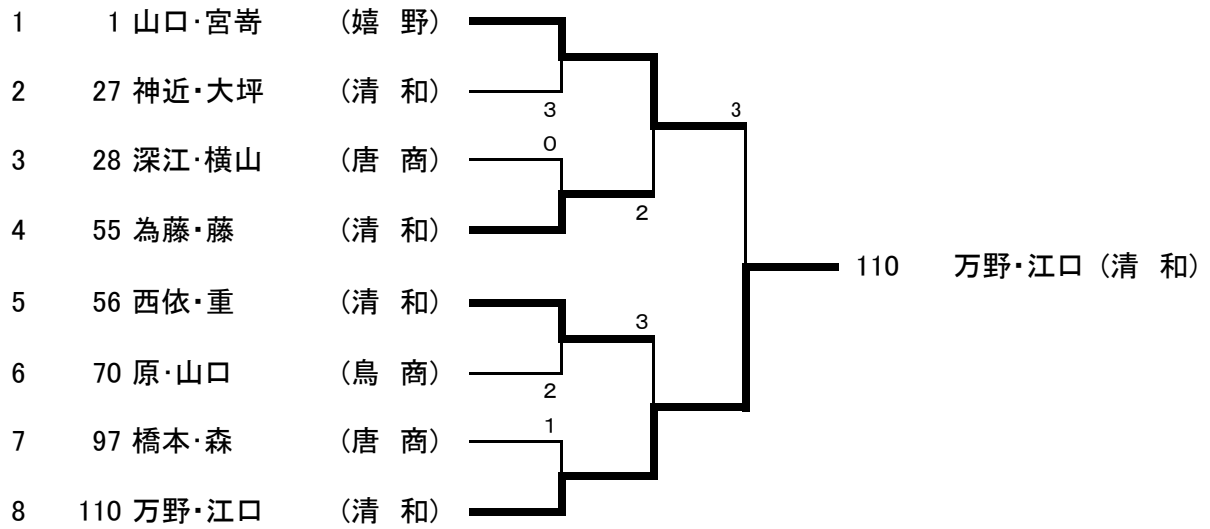 1 1 山口・宮嵜 (嬉 野)
2 27 神近・大坪 (清 和)
3
3
0
3 28 深江・横山 (唐 商)
2
4 55 為藤・藤 (清 和)
110 万野・江口 (清 和)
5 56 西依・重 (清 和)
3
6 70 原・山口 (鳥 商)
2
1
7 97 橋本・森 (唐 商)
8 110 万野・江口 (清 和)